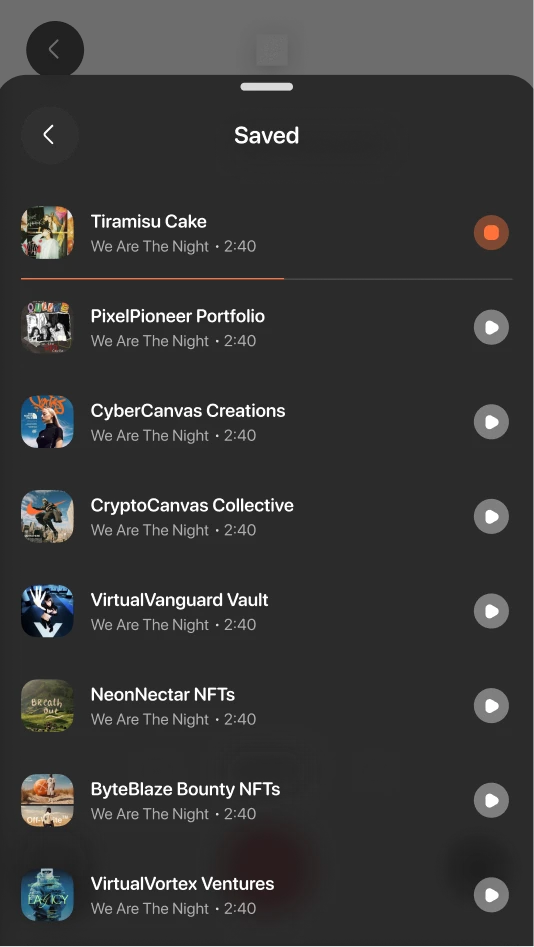 Saved
Tiramisu Cake
We Are The Night • 2:40
PixelPioneer Portfolio
We Are The Night • 2:40
CyberCanvas Creations
We Are The Night • 2:40
CryptoCanvas Collective
We Are The Night • 2:40
VirtualVanguard Vault
We Are The Night • 2:40
NeonNectar NFTs
BReath
We Are The Night • 2:40
ByteBlaze Bounty NFTs
We Are The Night • 2:40
VirtualVortex Ventures
We Are The Night • 2:40